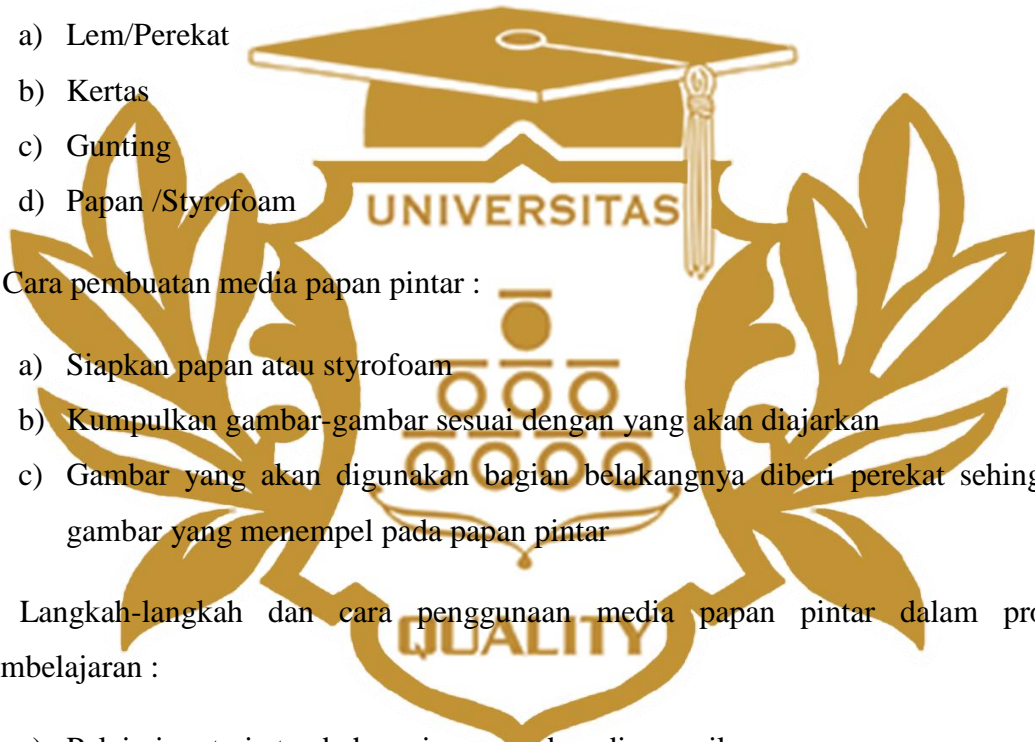 a) Lem/Perekat
b) Kertas
c) Gunting
d) Papan /Styrofoam
UNIVERSITAS
Cara pembuatan media papan pintar :
a) Siapkan papan atau styrofoam
b) Kumpulkan gambar-gambar sesuai dengan yang akan diajarkan
c) Gambar yang akan digunakan bagian belakangnya diberi perekat sehing
gambar yang menempel pada papan pintar
Langkah-langkah dan cara penggunaan media papan pintar dalam pro
mbelajaran :
QUALITY